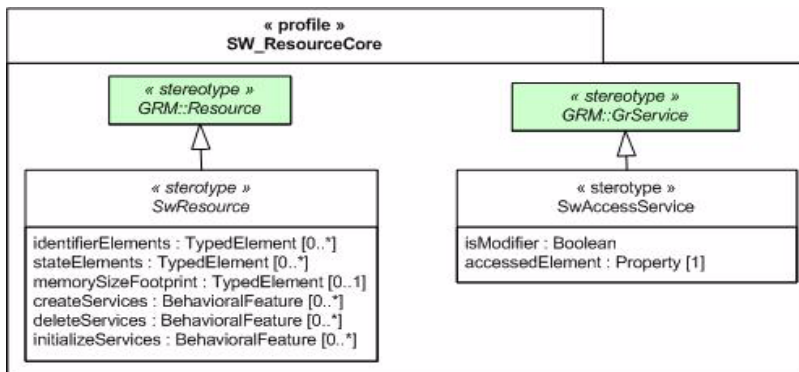 « profile »
SW_ResourceCore
« stereotype »
GRM::Resource
« stereotype »
GRM::GrService
« sterotype »
SwResource
identifierElements : TypedElement [0..*]
stateElements : TypedElement [0..*]
memorySizeFootprint : TypedElement [0..1]
createServices : BehavioralFeature [0..*]
deleteServices : BehavioralFeature [0..*]
initializeServices : BehavioralFeature [0..*]
« sterotype »
SwAccessService
isModifier : Boolean
accessedElement : Property [1]